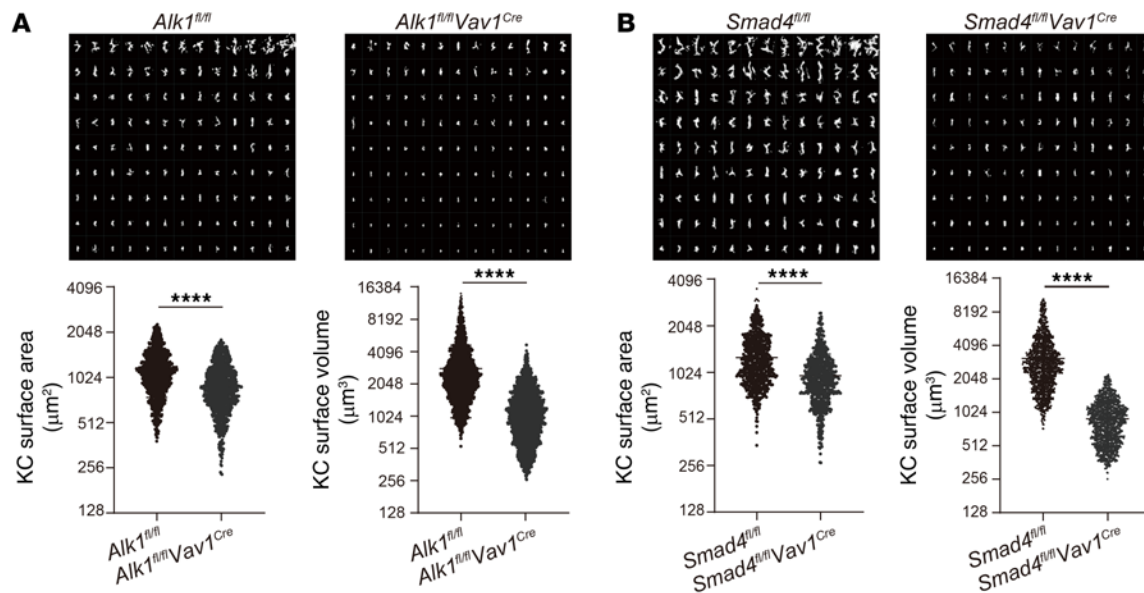 A
Alk1fl/fl
Alk1fl/flVav1Cre
B
Smad4fl/fl
Smad4fl/flVav1Cre
KC surface area
(μm2)
4096
2048
1024
512
256
128
****
Alk1fl/fl
Alk1fl/flVav1Cre
KC surface volume
(μm3)
16384
8192
4096
2048
1024
512
256
128
****
Alk1fl/fl
Alk1fl/flVav1Cre
KC surface area
(μm2)
4096
2048
1024
512
256
128
****
Smad4fl/fl
Smad4fl/flVav1Cre
KC surface volume
(μm3)
16384
8192
4096
2048
1024
512
256
128
****
Smad4fl/fl
Smad4fl/flVav1Cre